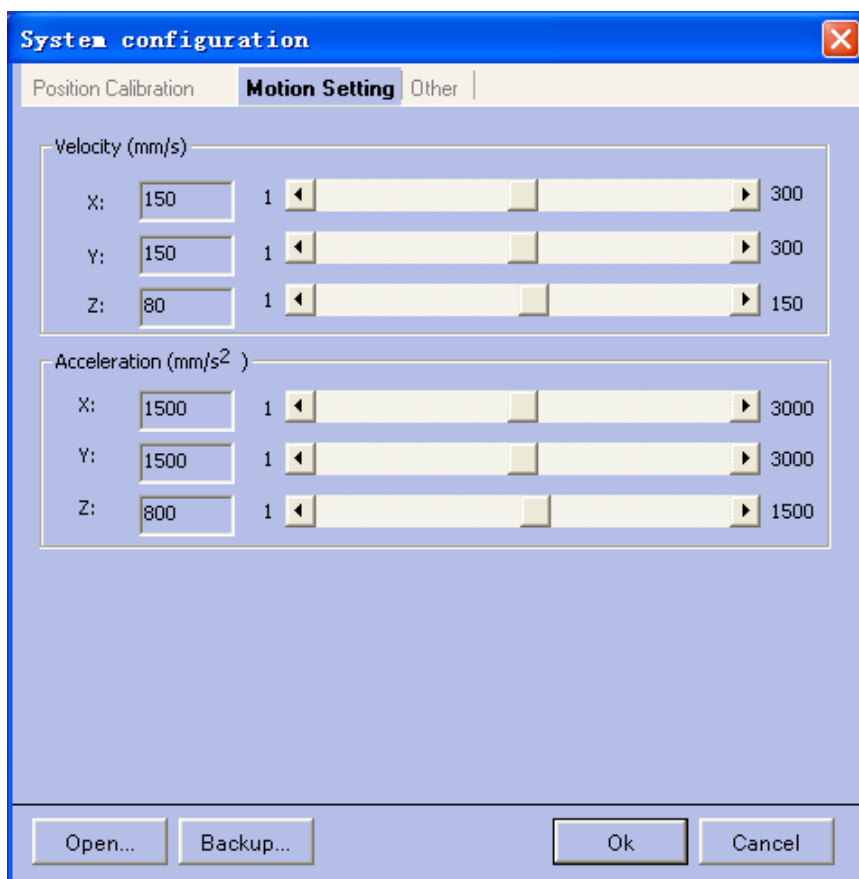 System configuration
Position Calibration Motion Setting Other
Velocity (mm/s)
X: 150 1 300
Y: 150 1 300
Z: 80 1 150
Acceleration (mm/s2 )
X: 1500 1 3000
Y: 1500 1 3000
Z: 800 1 1500
Open... Backup... Ok Cancel